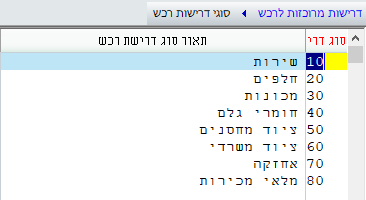 דרישות מרוכזות לרכש סוגי דרישות רכש
סוג דרי תאור סוג דרישת רכש
10 שירות
20 חלפים
30 מכונות
40 חומרי גלם
50 ציוד מחסנים
60 ציוד משרדי
70 אחזקה
80 מלאי מכירות